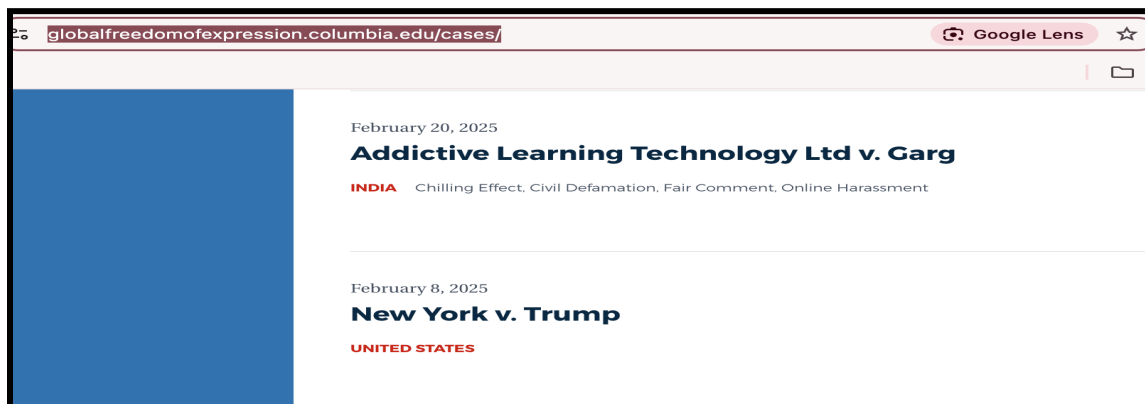 globalfreedomofexpression.columbia.edu/cases/
Google Lens
February 20, 2025
Addictive Learning Technology Ltd v. Garg
INDIA Chilling Effect, Civil Defamation, Fair Comment, Online Harassment
February 8, 2025
New York v. Trump
UNITED STATES